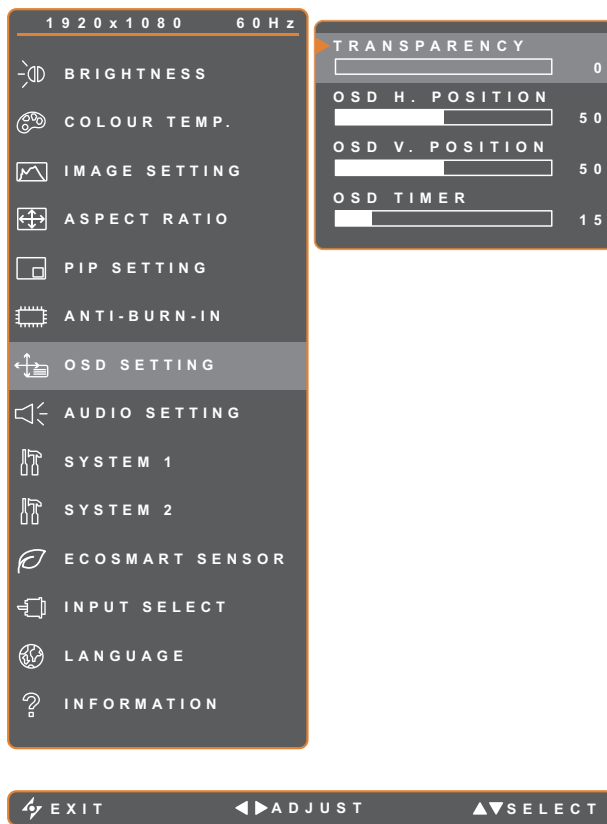 1920x1080 60Hz
BRIGHTNESS
COLOUR TEMP.
IMAGE SETTING
ASPECT RATIO
PIP SETTING
ANTI-BURN-IN
OSD SETTING
AUDIO SETTING
SYSTEM 1
SYSTEM 2
ECOSMART SENSOR
INPUT SELECT
LANGUAGE
INFORMATION
TRANSPARENCY
0
OSD H. POSITION
50
OSD V. POSITION
50
OSD TIMER
15
EXIT ADJUST SELECT